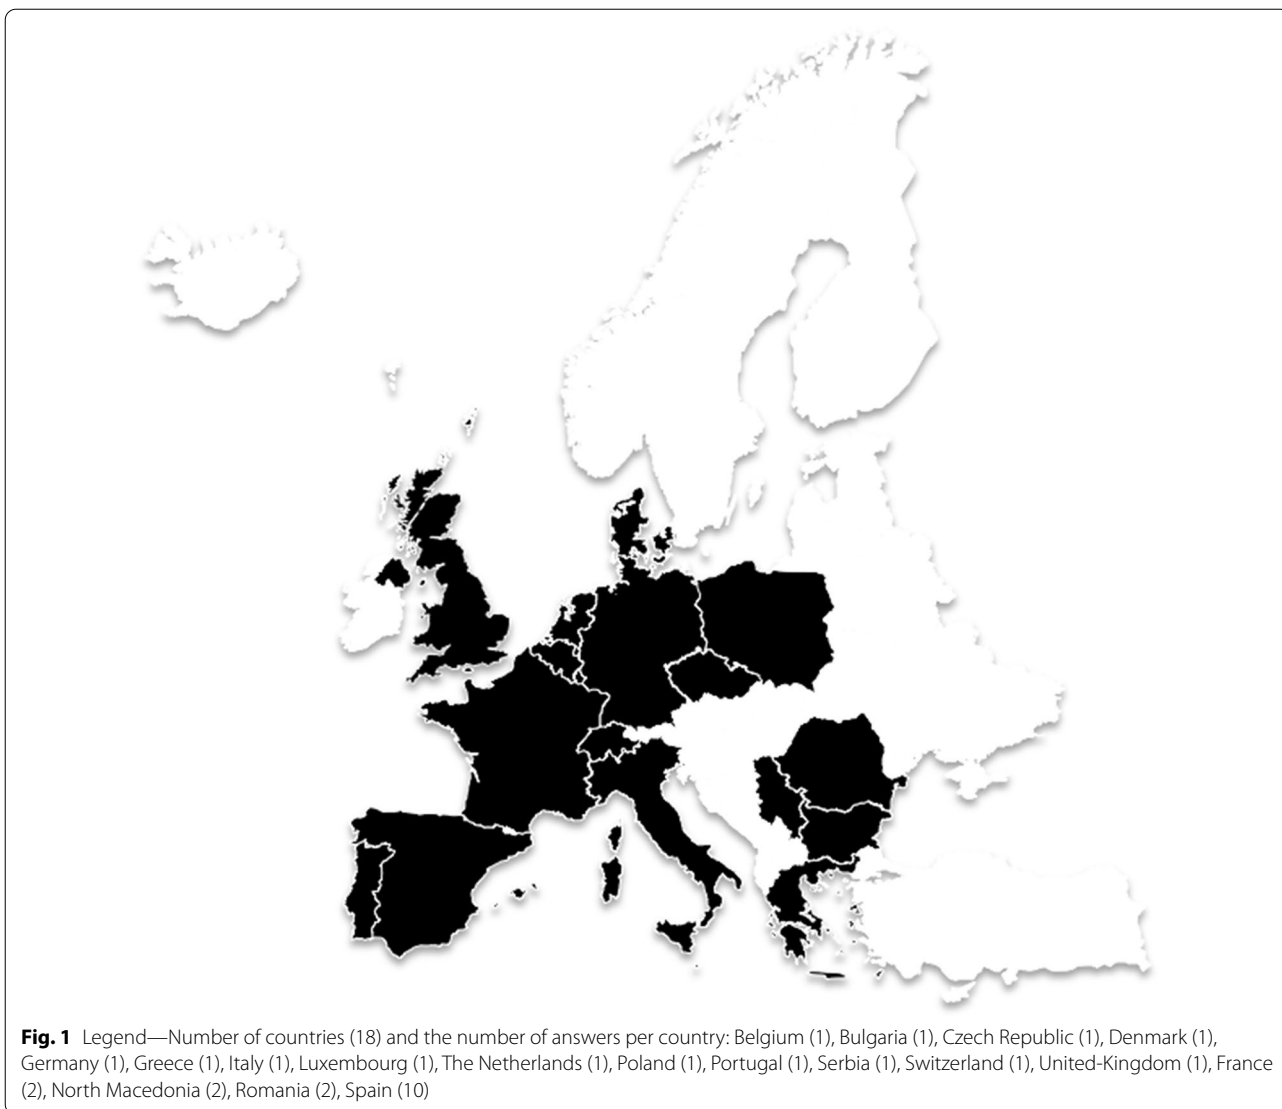 Fig. 1 Legend—Number of countries (18) and the number of answers per country: Belgium (1), Bulgaria (1), Czech Republic (1), Denmark (1),
Germany (1), Greece (1), Italy (1), Luxembourg (1), The Netherlands (1), Poland (1), Portugal (1), Serbia (1), Switzerland (1), United-Kingdom (1), France
(2), North Macedonia (2), Romania (2), Spain (10)